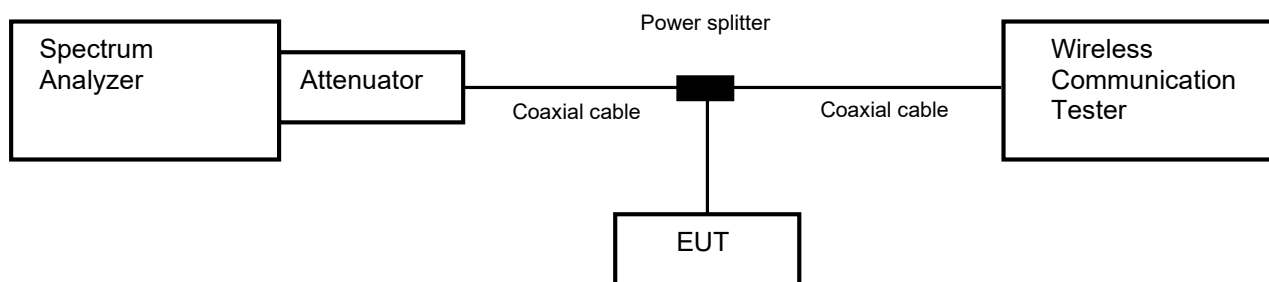 Power splitter
Spectrum
Analyzer
Attenuator
Coaxial cable
Coaxial cable
Wireless
Communication
Tester
EUT